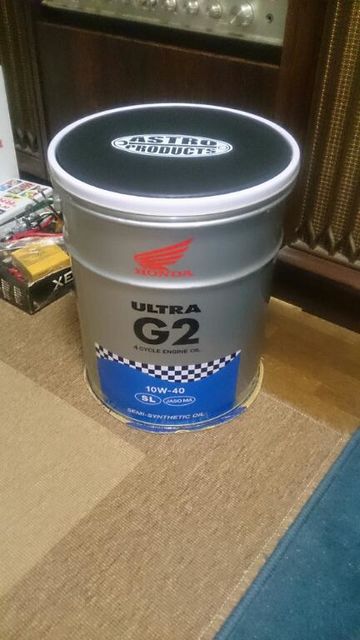 ASTRO
PRODUCTS
HONDA
ULTRA
G2
4-CYCLE ENGINE OIL
10W-40
SL JASO MA
SEMI-SYNTHETIC OIL